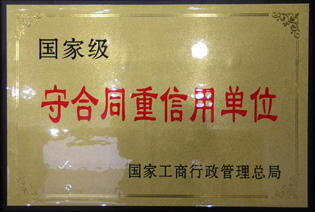 国家级
守合同重信用单位
国家工商行政管理总局